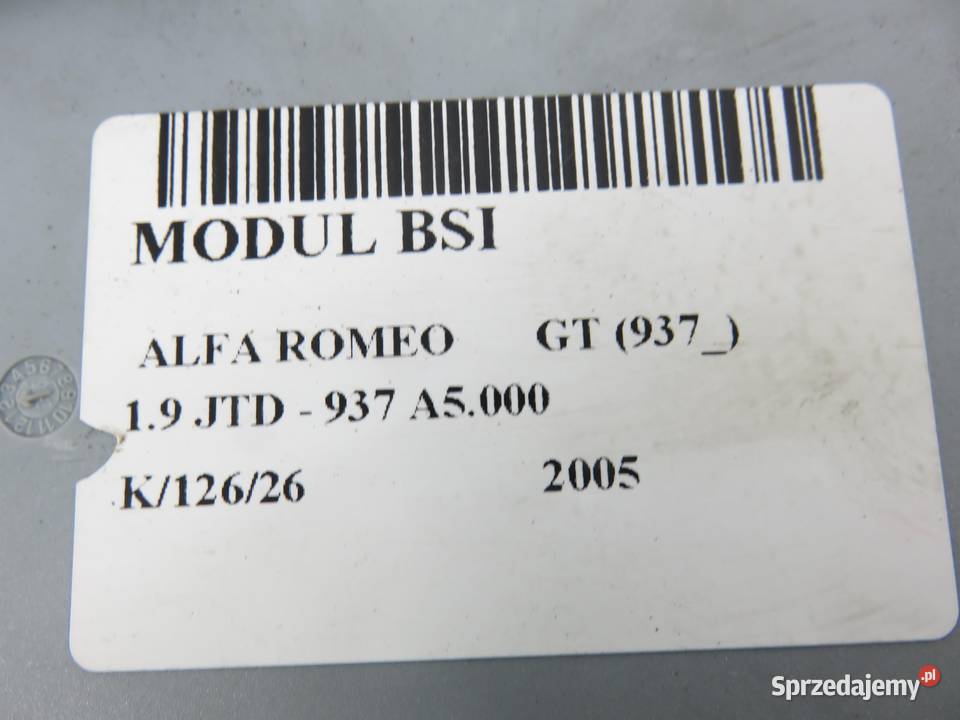 MODUL BSI
ALFA ROMEO GT (937_)
1.9 JTD - 937 A5.000
K/126/26 2005
Sprzedajemy.pl